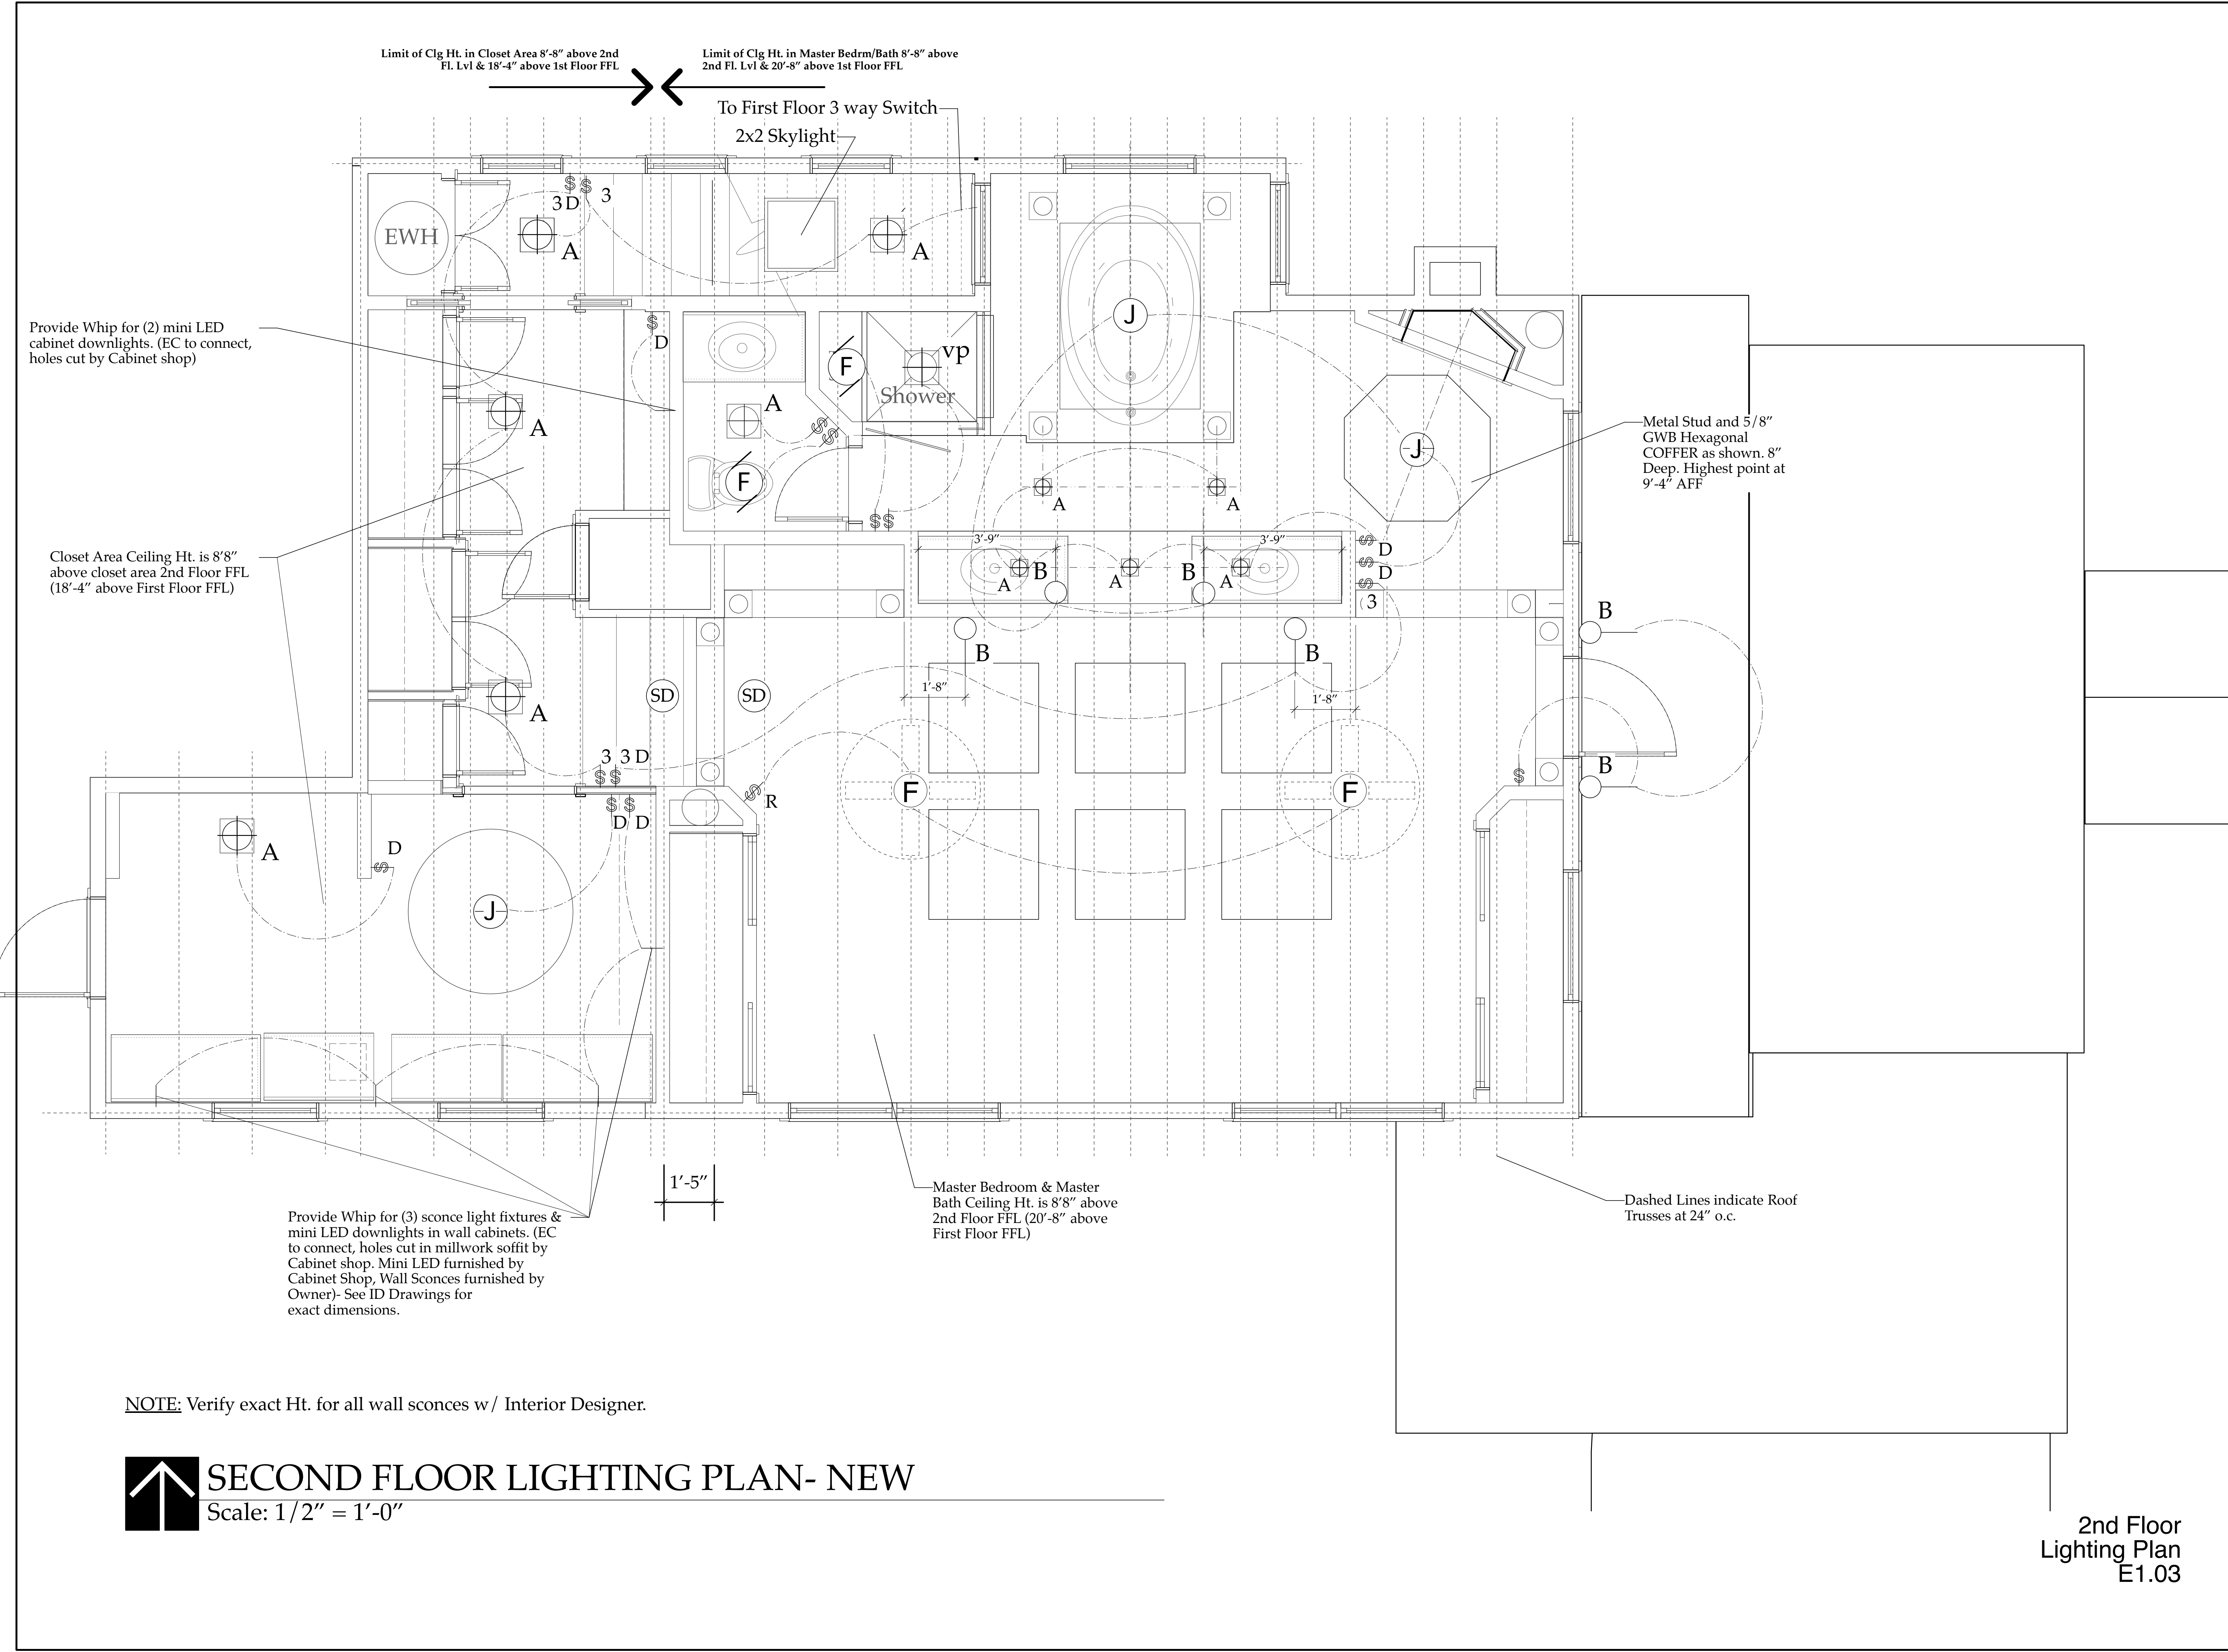 Limit of Clg Ht. in Closet Area 8'-8" above 2nd
Fl. Lvl & 18'-4" above 1st Floor FFL
Limit of Clg Ht. in Master Bedrm/Bath 8'-8" above
2nd Fl. Lvl & 20'-8" above 1st Floor FFL
To First Floor 3 way Switch
2x2 Skylight
$ $
3 D 3
EWH
A
A
J
Provide Whip for (2) mini LED
cabinet downlights. (EC to connect,
holes cut by Cabinet shop)
$
D
F
vp
Shower
A
A
$
$
F
J
Metal Stud and 5/8"
GWB Hexagonal
COFFER as shown. 8"
Deep. Highest point at
9'-4" AFF
A
A
$ $
Closet Area Ceiling Ht. is 8'8"
above closet area 2nd Floor FFL
(18'-4" above First Floor FFL)
3'-9"
3'-9"
$ D
$ D
$
3
A
B
A
B
A
B
B
B
SD
SD
A
1'-8"
1'-8"
3 3 D
$ $
$ $
D D
$
R
F
F
$
B
A
D
$
J
1'-5"
Master Bedroom & Master
Bath Ceiling Ht. is 8'8" above
2nd Floor FFL (20'-8" above
First Floor FFL)
Dashed Lines indicate Roof
Trusses at 24" o.c.
Provide Whip for (3) sconce light fixtures &
mini LED downlights in wall cabinets. (EC
to connect, holes cut in millwork soffit by
Cabinet shop. Mini LED furnished by
Cabinet Shop, Wall Sconces furnished by
Owner)- See ID Drawings for
exact dimensions.
NOTE: Verify exact Ht. for all wall sconces w/ Interior Designer.
SECOND FLOOR LIGHTING PLAN- NEW
Scale: 1/2" = 1'-0"
2nd Floor
Lighting Plan
E1.03